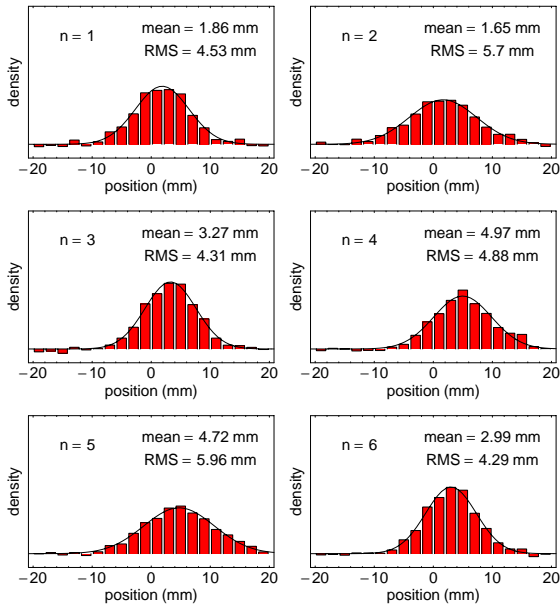 n = 1
mean = 1.86 mm
RMS = 4.53 mm
density
−20 −10 0 10 20
position (mm)
n = 2
mean = 1.65 mm
RMS = 5.7 mm
density
−20 −10 0 10 20
position (mm)
n = 3
mean = 3.27 mm
RMS = 4.31 mm
density
−20 −10 0 10 20
position (mm)
n = 4
mean = 4.97 mm
RMS = 4.88 mm
density
−20 −10 0 10 20
position (mm)
n = 5
mean = 4.72 mm
RMS = 5.96 mm
density
−20 −10 0 10 20
position (mm)
n = 6
mean = 2.99 mm
RMS = 4.29 mm
density
−20 −10 0 10 20
position (mm)